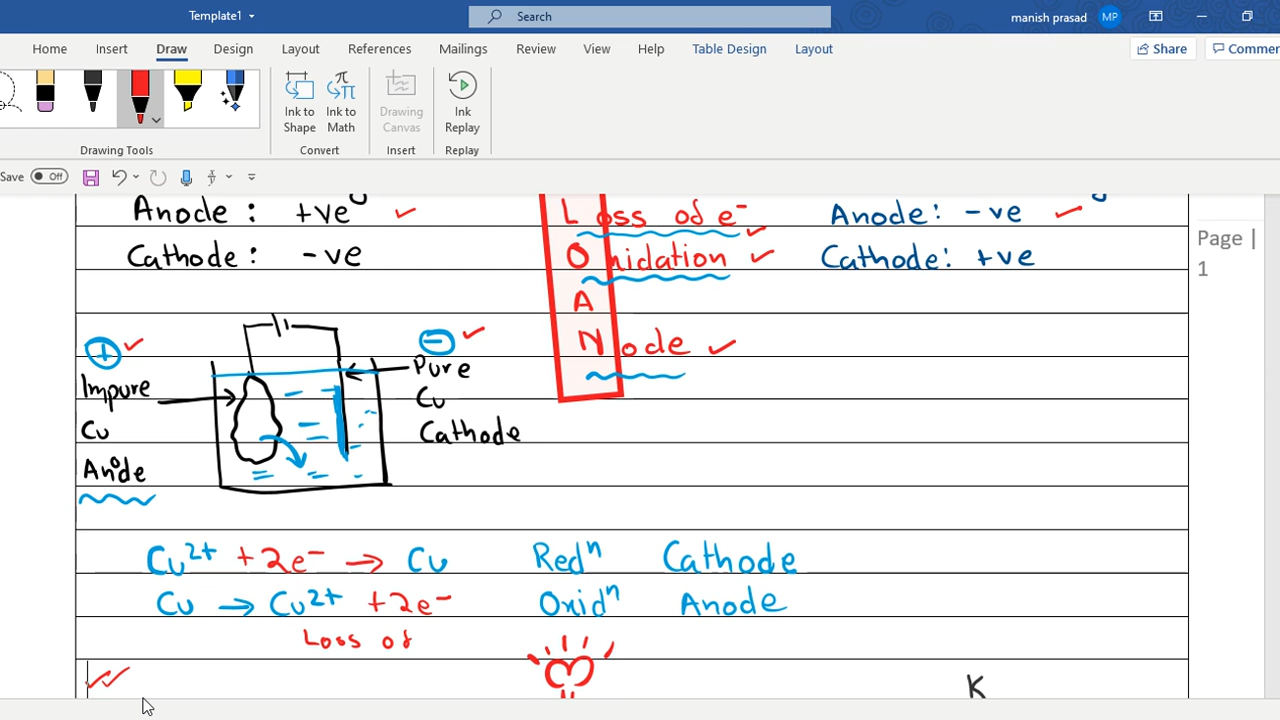 Template1
Search
manish prasad MP
Home Insert Draw Design Layout References Mailings Review View Help Table Design Layout
Share Comme
Ink to Shape
Ink to Math
Drawing Canvas
Ink Replay
Drawing Tools Convert Insert Replay
Save Off
Anode: +ve
Cathode: -ve
Loss of e-
Oxidation
A
Node
Anode: -ve
Cathode: +ve
Page | 1
+
Impure
Cu
Anode
-
Pure
Cu
Cathode
Cu2+ +2e- → Cu Redn Cathode
Cu → Cu2+ +2e- Oxidn Anode
Loss of
K